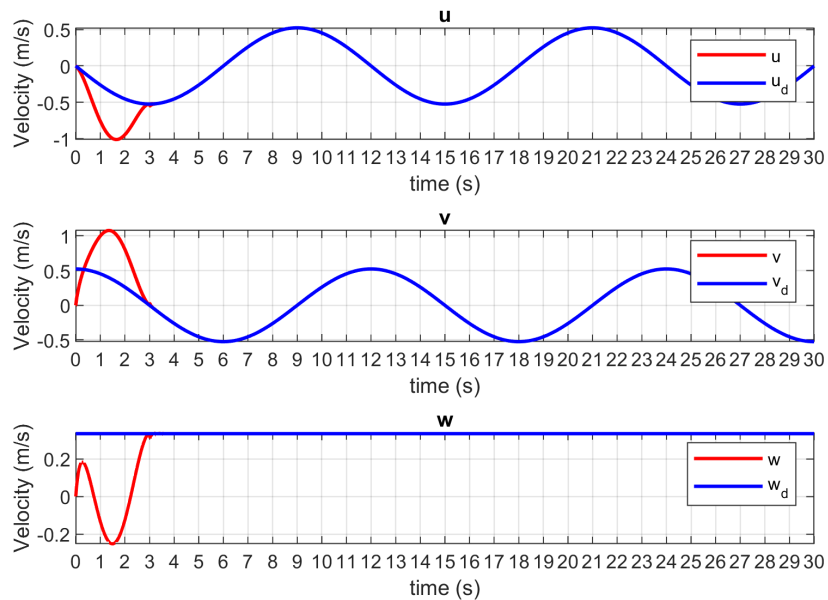 u
Velocity (m/s)
0.5
0
-0.5
-1
u
u_d
0 1 2 3 4 5 6 7 8 9 10 11 12 13 14 15 16 17 18 19 20 21 22 23 24 25 26 27 28 29 30
time (s)
v
Velocity (m/s)
1
0.5
0
-0.5
v
v_d
0 1 2 3 4 5 6 7 8 9 10 11 12 13 14 15 16 17 18 19 20 21 22 23 24 25 26 27 28 29 30
time (s)
w
Velocity (m/s)
0.2
0
-0.2
w
w_d
0 1 2 3 4 5 6 7 8 9 10 11 12 13 14 15 16 17 18 19 20 21 22 23 24 25 26 27 28 29 30
time (s)